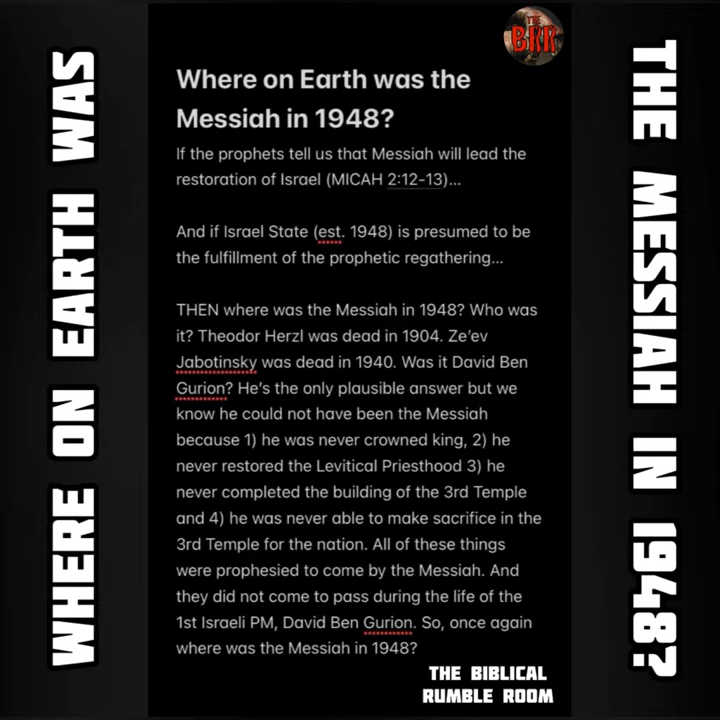 THE
BRR
WHERE ON EARTH WAS
Where on Earth was the
Messiah in 1948?
If the prophets tell us that Messiah will lead the
restoration of Israel (MICAH 2:12-13)...
And if Israel State (est. 1948) is presumed to be
the fulfillment of the prophetic regathering...
THEN where was the Messiah in 1948? Who was
it? Theodor Herzl was dead in 1904. Ze'ev
Jabotinsky was dead in 1940. Was it David Ben
Gurion? He's the only plausible answer but we
know he could not have been the Messiah
because 1) he was never crowned king, 2) he
never restored the Levitical Priesthood 3) he
never completed the building of the 3rd Temple
and 4) he was never able to make sacrifice in the
3rd Temple for the nation. All of these things
were prophesied to come by the Messiah. And
they did not come to pass during the life of the
1st Israeli PM, David Ben Gurion. So, once again
where was the Messiah in 1948?
THE BIBLICAL
RUMBLE ROOM
THE MESSIAH IN 1948?